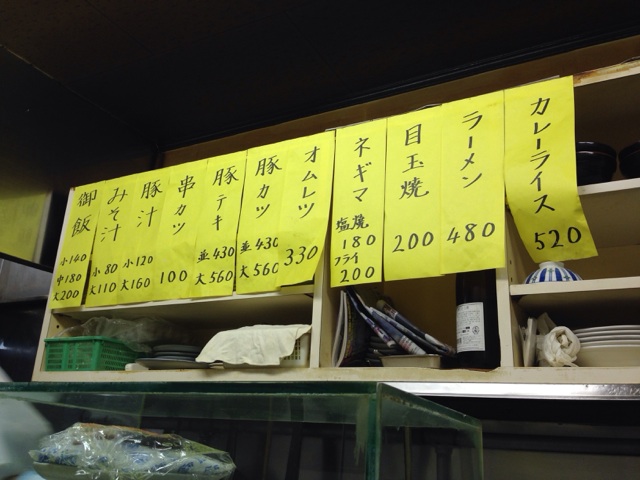 カレーライス
520
ラーメン
480
目玉焼
200
ネギマ
塩焼
180
フライ
200
オムレツ
330
豚カツ
並430
大560
豚テキ
並430
大560
串カツ
100
豚汁
小120
大160
みそ汁
小80
大110
御飯
小140
中180
大200